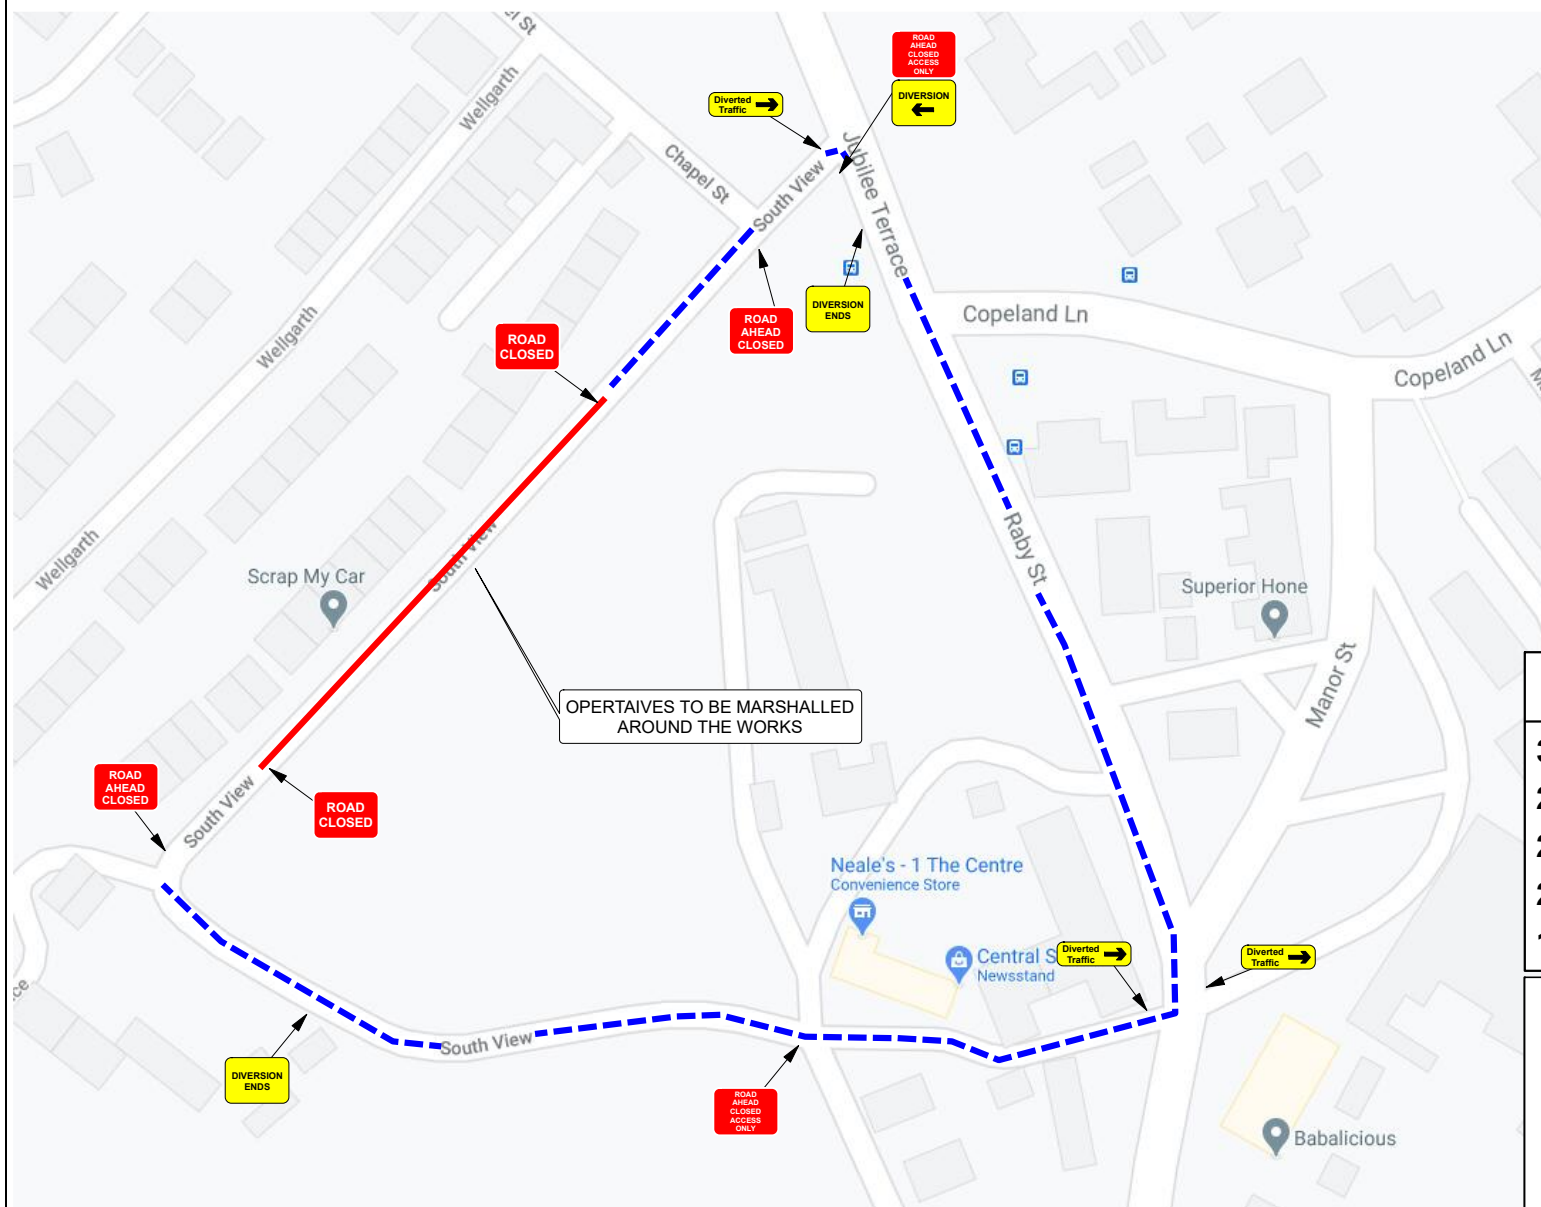 el St
ROAD
AHEAD
CLOSED
ACCESS
ONLY
DIVERSION
Diverted
Traffic
Wellgarth
Chapel St
South View
Jubilee Terrace
DIVERSION
ENDS
ROAD
AHEAD
CLOSED
Copeland Ln
Copeland Ln
ROAD
CLOSED
Wellgarth
Wellgarth
South View
Scrap My Car
Raby St
Superior Hone
Manor St
OPERTAIVES TO BE MARSHALLED
AROUND THE WORKS
ROAD
AHEAD
CLOSED
ROAD
CLOSED
South View
Neale's - 1 The Centre
Convenience Store
Central S
Newsstand
Diverted
Traffic
Diverted
Traffic
ce
South View
DIVERSION
ENDS
ROAD
AHEAD
CLOSED
ACCESS
ONLY
Babalicious